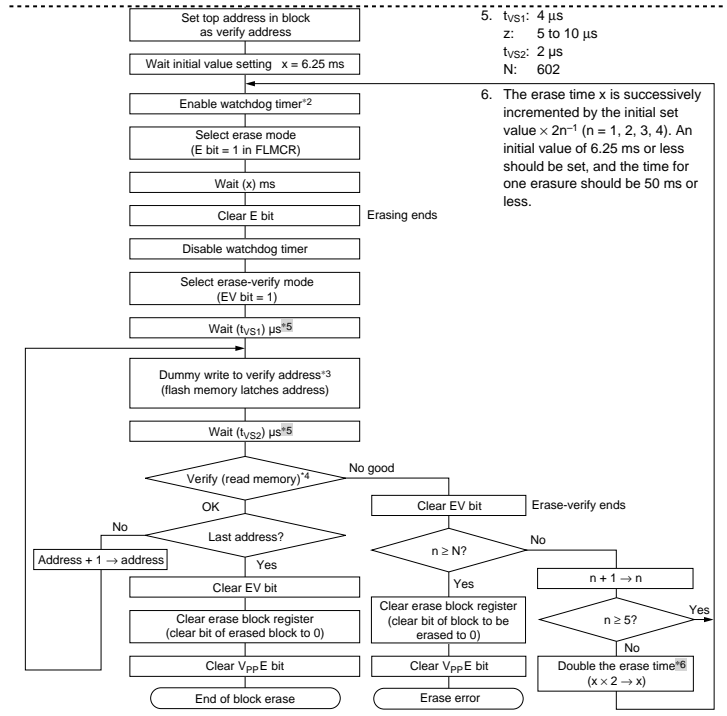 Set top address in block
as verify address
Wait initial value setting x = 6.25 ms
Enable watchdog timer*2
Select erase mode
(E bit = 1 in FLMCR)
Wait (x) ms
Clear E bit
Erasing ends
Disable watchdog timer
Select erase-verify mode
(EV bit = 1)
Wait (tVS1) μs*5
Dummy write to verify address*3
(flash memory latches address)
Wait (tVS2) μs*5
Verify (read memory)*4
No good
OK
Clear EV bit
Erase-verify ends
No
Last address?
Address + 1 → address
Yes
n ≥ N?
No
Yes
n + 1 → n
Clear EV bit
Clear erase block register
(clear bit of erased block to 0)
Clear erase block register
(clear bit of block to be
erased to 0)
n ≥ 5?
Yes
No
Clear VPPE bit
Clear VPPE bit
Double the erase time*6
(x × 2 → x)
End of block erase
Erase error
5. tVS1: 4 μs
z: 5 to 10 μs
tVS2: 2 μs
N: 602
6. The erase time x is successively
incremented by the initial set
value × 2n–1 (n = 1, 2, 3, 4). An
initial value of 6.25 ms or less
should be set, and the time for
one erasure should be 50 ms or
less.